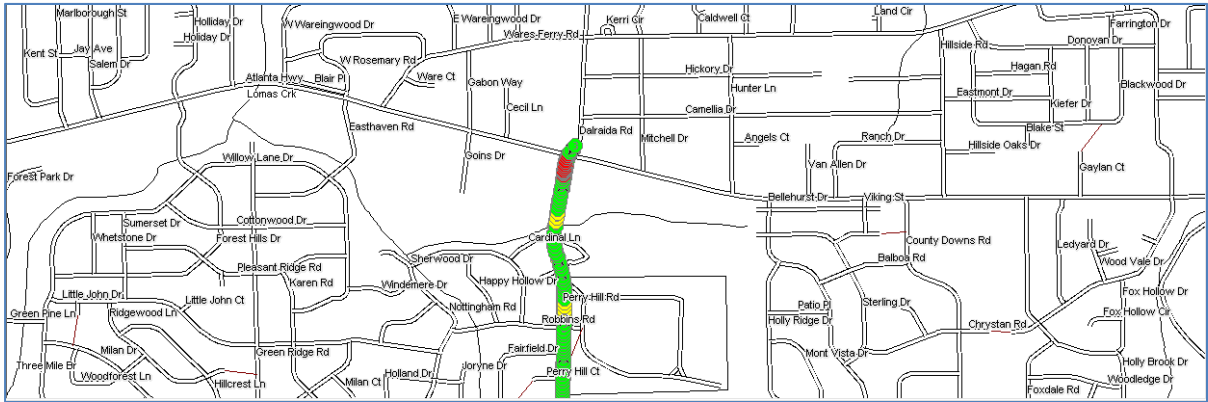 Marlborough St
Holliday Dr
W Wareingwood Dr
E Wareingwood Dr
Kerri Cir
Caldwell Ct
Land Cir
Farrington Dr
Kent St
Jay Ave
Holiday Dr
Wares Ferry Rd
Hillside Rd
Donovan Dr
Salem Dr
W Rosemary Rd
Hickory Dr
Hagan Rd
Atlanta Hwy
Blair Pl
Ware Ct
Gabon Way
Hunter Ln
Eastmont Dr
Blackwood Dr
Lomas Crk
Cecil Ln
Camellia Dr
Kiefer Dr
Easthaven Rd
Dalraida Rd
Mitchell Dr
Angels Ct
Ranch Dr
Blake St
Hillside Oaks Dr
Willow Lane Dr
Goins Dr
Van Allen Dr
Gaylan Ct
Forest Park Dr
Bellehurst Dr
Viking St
Somerset Dr
Cottonwood Dr
Whetstone Dr
Forest Hills Dr
Cardinal Ln
County Downs Rd
Ledyard Dr
Sherwood Dr
Balboa Rd
Wood Vale Dr
Pleasant Ridge Rd
Karen Rd
Windemere Dr
Happy Hollow Dr
Little John Dr
Little John Ct
Nottingham Rd
Perry Hill Rd
Patio Pl
Sterling Dr
Fox Hollow Dr
Green Pine Ln
Ridgewood Ln
Robbins Rd
Holly Ridge Dr
Chrystan Rd
Fox Hollow Cir
Milan Dr
Green Ridge Rd
Fairfield Dr
Mont Vista Dr
Three Mile Br
Woodforest Ln
Hillcrest Ln
Milan Ct
Holland Dr
Joryne Dr
Perry Hill Ct
Holly Brook Dr
Woodledge Dr
Foxdale Rd